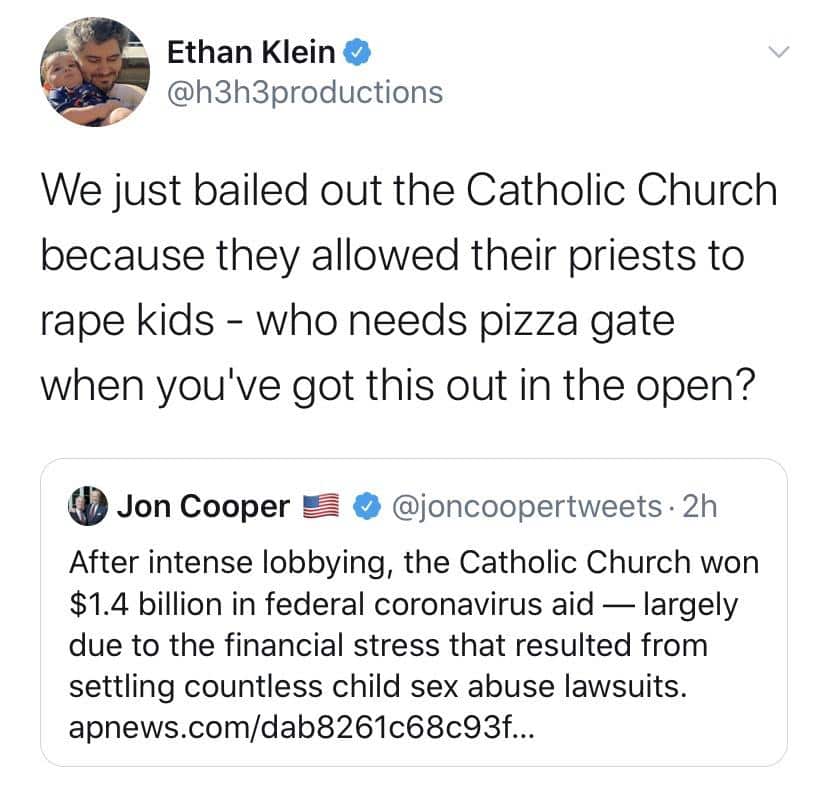 Ethan Klein
@h3h3productions
We just bailed out the Catholic Church
because they allowed their priests to
rape kids - who needs pizza gate
when you've got this out in the open?
Jon Cooper 🇺🇸 @joncoopertweets · 2h
After intense lobbying, the Catholic Church won
$1.4 billion in federal coronavirus aid — largely
due to the financial stress that resulted from
settling countless child sex abuse lawsuits.
apnews.com/dab8261c68c93f...